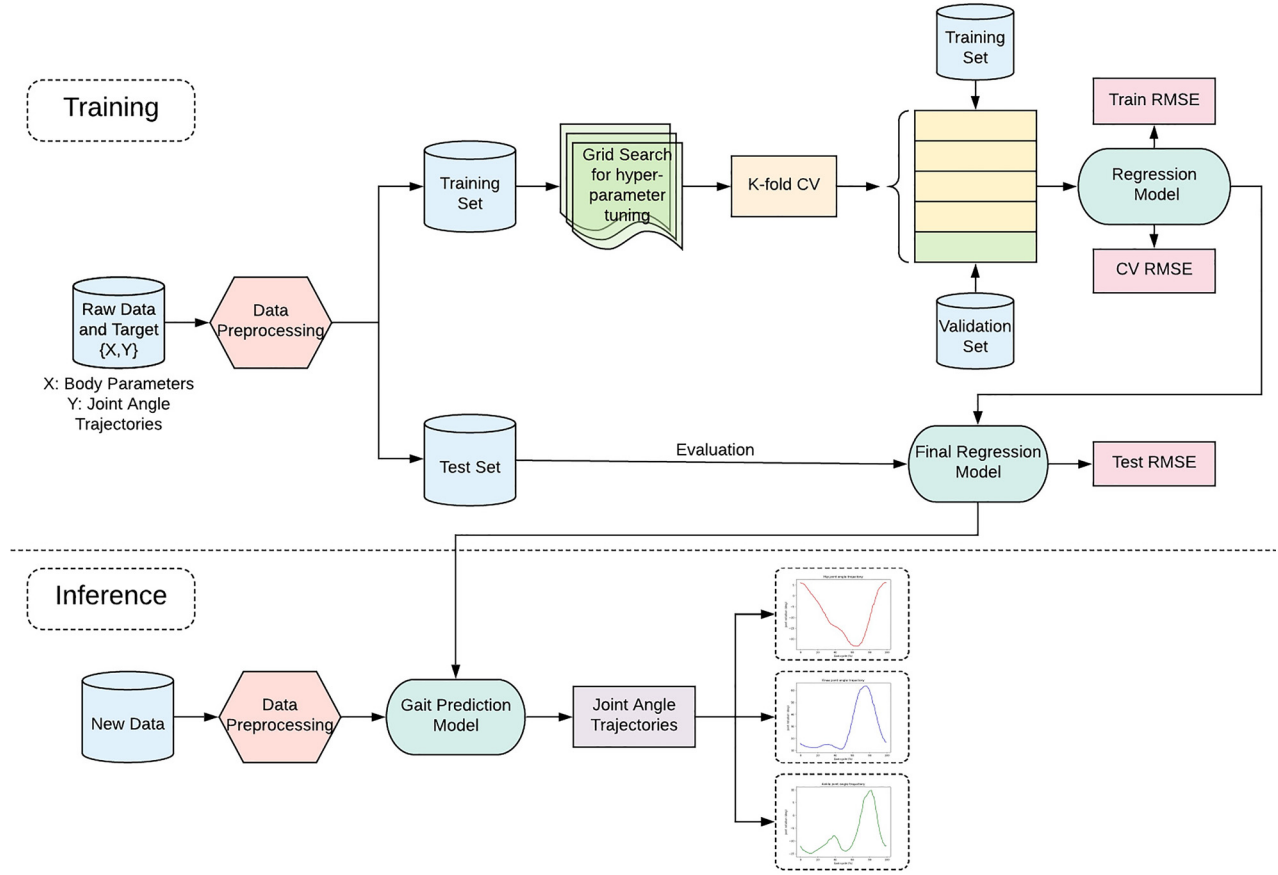 Training
Training
Set
Train RMSE
Training
Set
Grid Search
for hyper-
parameter
tuning
K-fold CV
Regression
Model
CV RMSE
Raw Data
and Target
{X,Y}
Data
Preprocessing
Validation
Set
X: Body Parameters
Y: Joint Angle
Trajectories
Test Set
Evaluation
Final Regression
Model
Test RMSE
Inference
New Data
Data
Preprocessing
Gait Prediction
Model
Joint Angle
Trajectories